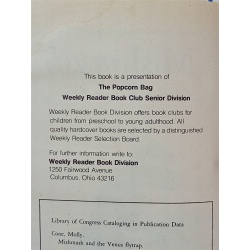 This book is a presentation of
The Popcorn Bag
Weekly Reader Book Club Senior Division
Weekly Reader Book Division offers book clubs for
children from preschool to young adulthood. All
quality hardcover books are selected by a distinguished
Weekly Reader Selection Board.
For further information write to:
Weekly Reader Book Division
1250 Fairwood Avenue
Columbus, Ohio 43216
Library of Congress Cataloging in Publication Data
Cone, Molly.
Mishmash and the Venus flytrap.